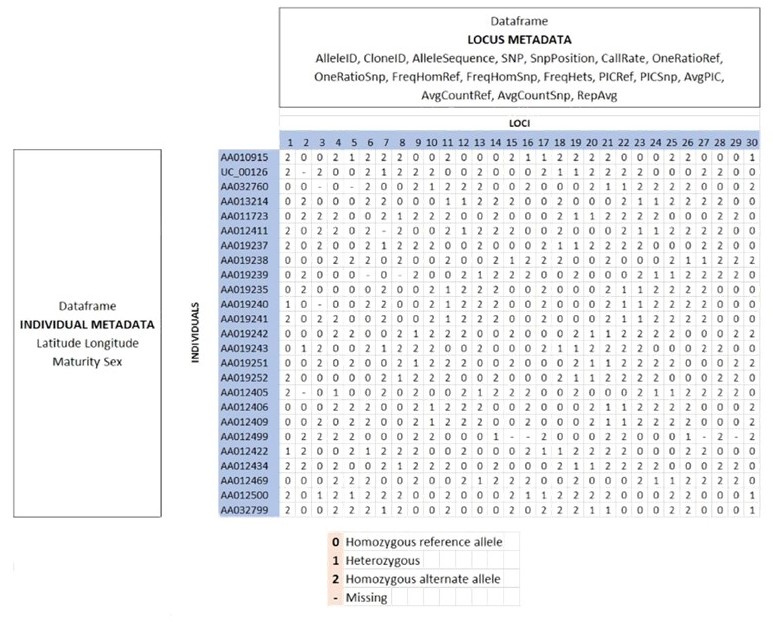 Dataframe
LOCUS METADATA
AlleleID, CloneID, AlleleSequence, SNP, SnpPosition, CallRate, OneRatioRef,
OneRatioSnp, FreqHomRef, FreqHomSnp, FreqHets, PICRef, PICSnp, AvgPIC,
AvgCountRef, AvgCountSnp, RepAvg
LOCI
1 2 3 4 5 6 7 8 9 10 11 12 13 14 15 16 17 18 19 20 21 22 23 24 25 26 27 28 29 30
AA010915 2 0 0 2 1 2 2 2 0 0 2 0 0 0 2 1 1 2 2 2 2 0 0 0 2 2 0 0 0 1
UC_00126 2 - 2 0 0 2 1 2 2 2 0 0 2 0 0 0 2 1 1 2 2 2 2 0 0 0 2 2 0 0
AA032760 0 0 - 0 - 2 0 0 2 1 2 2 2 0 0 2 0 0 0 2 1 1 2 2 2 2 0 0 0 2
AA013214 0 2 0 0 0 2 2 0 0 0 1 1 2 2 2 0 0 2 0 0 0 2 1 1 2 2 2 2 0 0
AA011723 0 2 2 2 0 0 2 1 2 2 2 0 0 2 0 0 0 2 1 1 2 2 2 2 0 0 0 2 2 0
AA012411 2 0 2 2 0 2 - 2 0 0 2 1 2 2 2 0 0 2 0 0 0 2 1 1 2 2 2 2 0 0
AA019237 2 0 2 0 0 2 1 2 2 2 0 0 2 0 0 0 2 1 1 2 2 2 2 0 0 0 2 2 0 0
AA019238 0 0 0 2 2 2 0 2 0 0 0 2 0 0 2 1 2 2 2 0 0 2 0 0 0 2 1 1 2 2 2
AA019239 0 2 0 0 0 - 0 - 2 0 0 2 1 2 2 2 0 0 2 0 0 0 2 1 1 2 2 2 2 0
AA019235 0 2 0 0 0 2 2 0 0 2 1 2 2 2 0 0 2 0 0 0 2 1 1 2 2 2 2 0 0 0
AA019240 1 0 - 0 0 2 2 0 0 2 1 2 2 2 0 0 2 0 0 0 2 1 1 2 2 2 2 0 0 0
AA019241 2 0 2 2 0 2 2 0 0 2 1 2 2 2 0 0 2 0 0 0 2 1 1 2 2 2 2 0 0 0
AA019242 0 0 0 2 2 0 0 2 1 2 2 2 0 0 2 0 0 0 2 1 1 2 2 2 2 0 0 0 2 2
AA019243 0 1 2 0 0 2 1 2 2 2 0 0 2 0 0 0 2 1 1 2 2 2 2 0 0 0 2 2 0 0
AA019251 0 0 2 0 2 0 0 2 1 2 2 2 0 0 2 0 0 0 2 1 1 2 2 2 2 0 0 0 2 2
AA019252 2 0 0 0 0 0 2 1 2 2 2 0 0 2 0 0 0 2 1 1 2 2 2 2 0 0 0 2 2 0
AA012405 2 - 0 1 0 0 2 2 2 0 0 2 1 2 2 2 0 0 2 0 0 0 2 1 1 2 2 2 2 0
AA012406 0 0 0 2 2 2 0 0 2 1 2 2 2 0 0 2 0 0 0 2 1 1 2 2 2 2 0 0 0 2
AA012409 0 0 2 0 2 2 0 0 2 1 2 2 2 0 0 2 0 0 0 2 1 1 2 2 2 2 0 0 0 2
AA012499 0 2 2 2 2 0 0 2 0 0 2 2 0 1 - - 2 0 0 0 2 2 2 0 0 1 - 2 - 2
AA012422 1 2 0 0 2 1 2 2 2 0 0 2 0 0 0 2 1 1 2 2 2 2 0 0 0 2 2 0 0 0
AA012434 2 2 0 2 0 0 2 1 2 2 2 0 0 2 0 0 0 2 1 1 2 2 2 2 0 0 0 2 2 0
AA012469 0 0 0 2 0 0 0 2 2 0 0 2 1 2 2 2 0 0 2 0 0 0 2 1 1 2 2 2 2 0
AA012500 2 0 1 2 1 2 2 2 0 0 2 0 0 0 2 1 1 2 2 2 2 0 0 0 2 2 0 0 0 1
AA032799 2 0 0 0 2 2 1 2 0 0 2 0 0 0 2 0 0 2 2 1 1 0 0 0 2 2 0 0 0 1
INDIVIDUALS
Dataframe
INDIVIDUAL METADATA
Latitude Longitude
Maturity Sex
0 Homozygous reference allele
1 Heterozygous
2 Homozygous alternate allele
- Missing